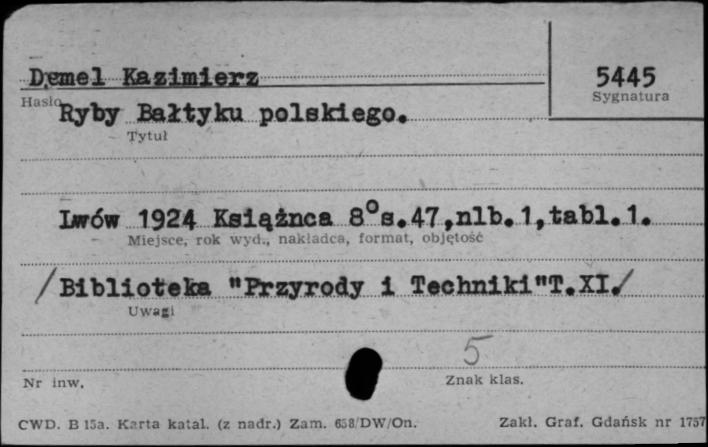 Demel Kazimierz
5445
Hasło
Sygnatura
Ryby Bałtyku polskiego.
Tytuł
Lwów 1924 Książnca 8° s.47,nlb.1,tabl.1.
Miejsce, rok wyd., nakładca, format, objętość
/Biblioteka "Przyrody i Techniki"T.XI./
Uwagi
5
Nr inw.
Znak klas.
CWD. B 15a. Karta katal. (z nadr.) Zam. 658/DW/On.
Zakł. Graf. Gdańsk nr 1757